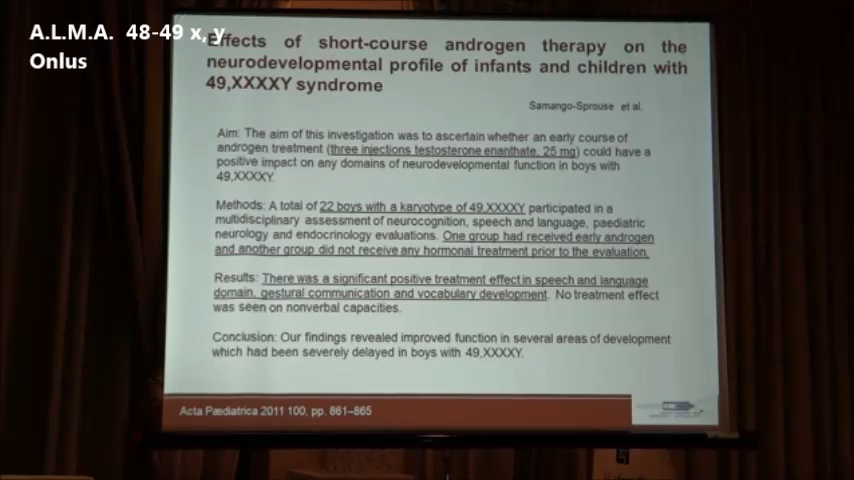 A.L.M.A. 48-49 x, y
Onlus
Effects of short-course androgen therapy on the
neurodevelopmental profile of infants and children with
49,XXXXY syndrome
Samango-Sprouse et al.
Aim: The aim of this investigation was to ascertain whether an early course of
androgen treatment (three injections testosterone enanthate, 25 mg) could have a
positive impact on any domains of neurodevelopmental function in boys with
49,XXXXY.
Methods: A total of 22 boys with a karyotype of 49,XXXXY participated in a
multidisciplinary assessment of neurocognition, speech and language, paediatric
neurology and endocrinology evaluations. One group had received early androgen
and another group did not receive any hormonal treatment prior to the evaluation.
Results: There was a significant positive treatment effect in speech and language
domain, gestural communication and vocabulary development. No treatment effect
was seen on nonverbal capacities.
Conclusion: Our findings revealed improved function in several areas of development
which had been severely delayed in boys with 49,XXXXY.
Acta Pædiatrica 2011 100, pp. 861–865